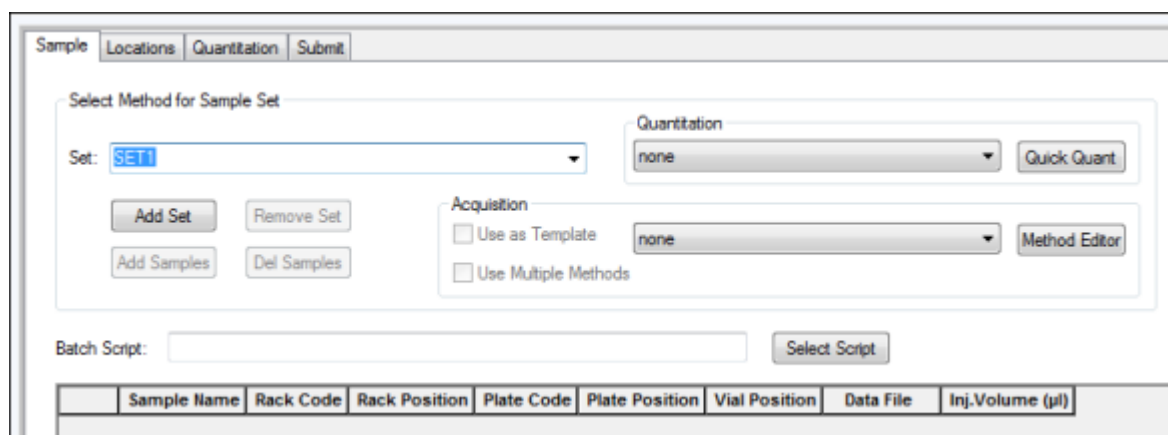 Sample Locations Quantitation Submit
Select Method for Sample Set
Quantitation
Set: SET1 none Quick Quant
Add Set Remove Set Acquisition
Use as Template none Method Editor
Add Samples Del Samples Use Multiple Methods
Batch Script: Select Script
Sample Name Rack Code Rack Position Plate Code Plate Position Vial Position Data File Inj.Volume (µl)